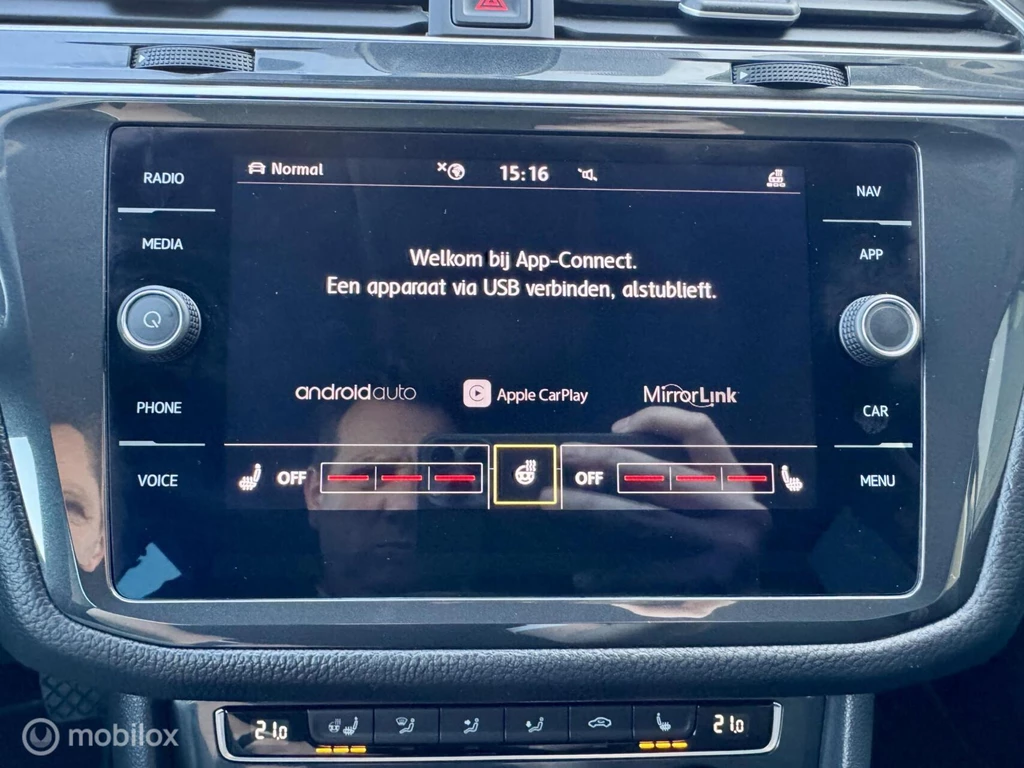 RADIO
MEDIA
PHONE
VOICE
Normal
15:16
Welkom bij App-Connect.
Een apparaat via USB verbinden, alstublieft.
androidauto
Apple CarPlay
MirrorLink
OFF
OFF
NAV
APP
CAR
MENU
21.0
21.0
mobilox